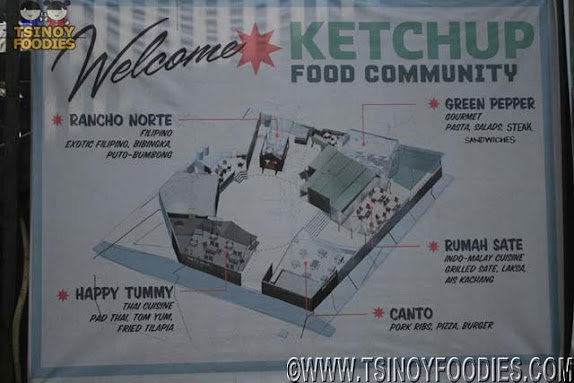 TSINOY
FOODIES
Welcome
KETCHUP
FOOD COMMUNITY
RANCHO NORTE
FILIPINO
EXOTIC FILIPINO, BIBINGKA,
PUTO-BUMBONG
GREEN PEPPER
GOURMET
PASTA, SALADS, STEAK,
SANDWICHES
HAPPY TUMMY
THAI CUISINE
PAD THAI, TOM YUM,
FRIED TILAPIA
RUMAH SATE
INDO-MALAY CUISINE
GRILLED SATE, LAKSA,
AIS KACHANG
CANTO
PORK RIBS, PIZZA, BURGER
©WWW.TSINOYFOODIES.COM